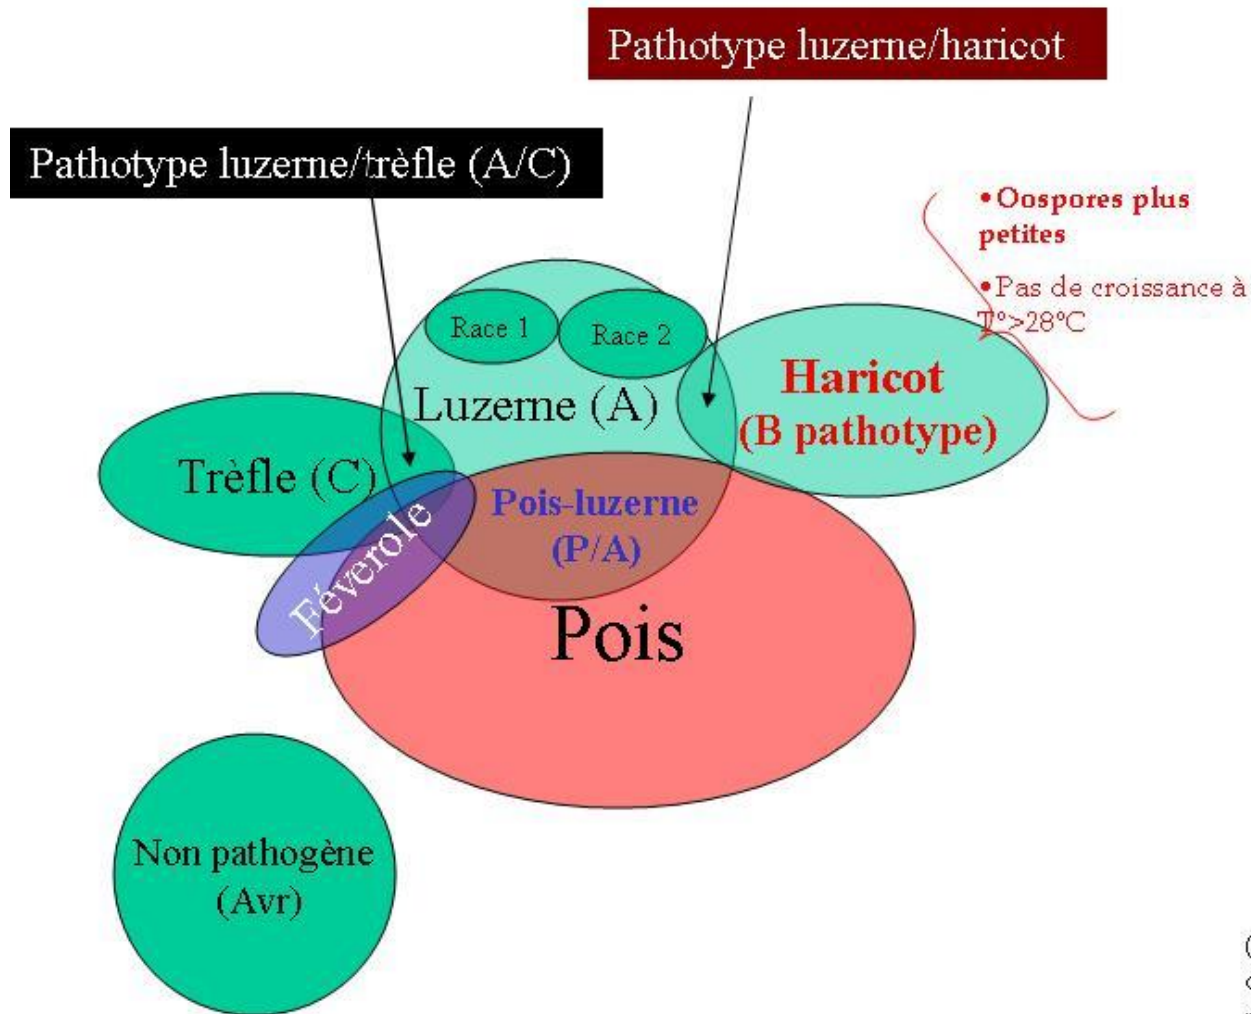 Pathotype luzerne/haricot
Pathotype luzerne/trèfle (A/C)
•Oospores plus
petites
•Pas de croissance à
T°>28°C
Race 1
Race 2
Luzerne (A)
Haricot
(B pathotype)
Trèfle (C)
Pois-luzerne
(P/A)
Féverole
Pois
Non pathogène
(Avr)